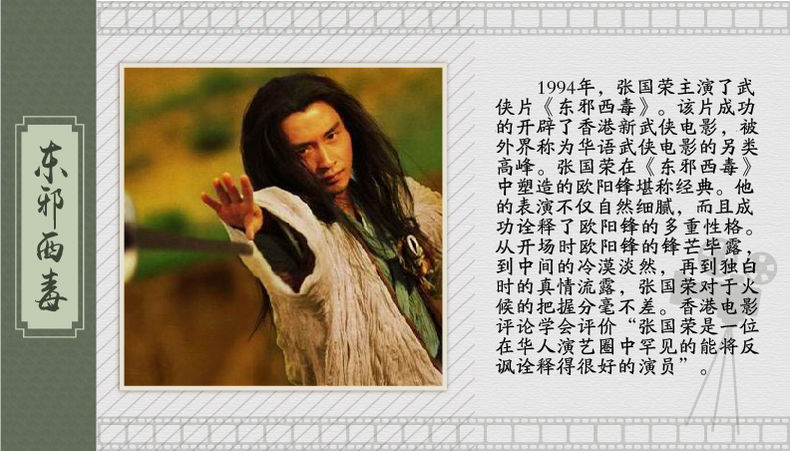 东邪西毒
1994年，张国荣主演了武
侠片《东邪西毒》。该片成功
的开辟了香港新武侠电影，被
外界称为华语武侠电影的另类
高峰。张国荣在《东邪西毒》
中塑造的欧阳锋堪称经典。他
的表演不仅自然细腻，而且成
功诠释了欧阳锋的多重性格。
从开场时欧阳锋的锋芒毕露，
到中间的冷漠淡然，再到独白
时的真情流露，张国荣对于火
候的把握分毫不差。香港电影
评论学会评价“张国荣是一位
在华人演艺圈中罕见的能将反
讽诠释得很好的演员”。